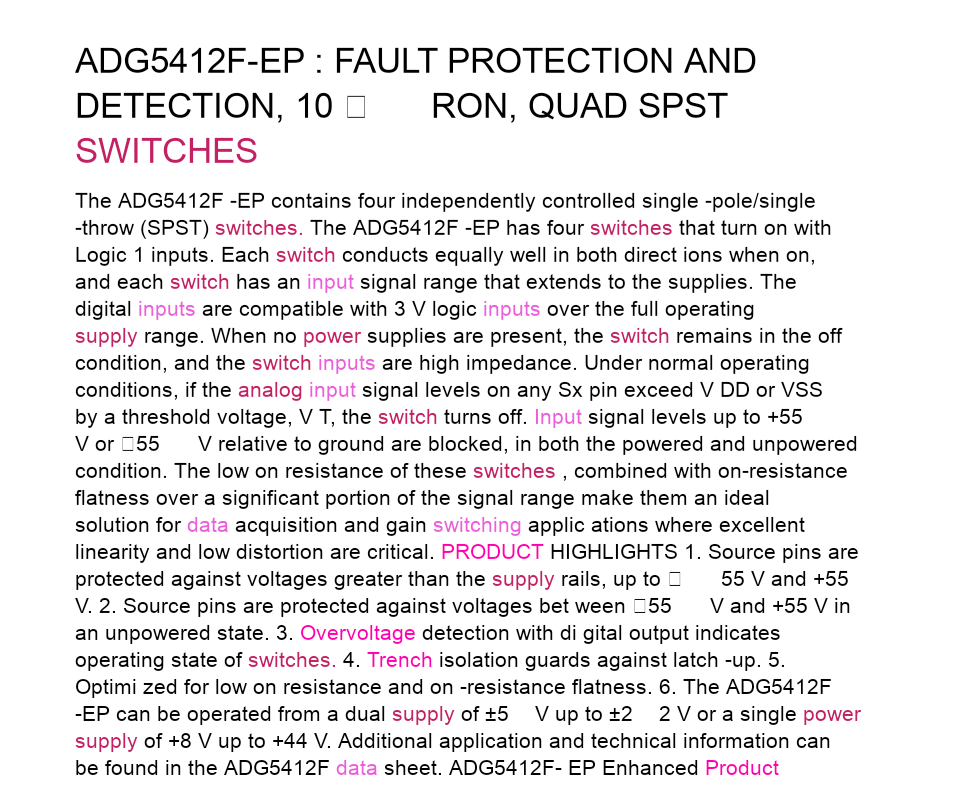 ADG5412F-EP : FAULT PROTECTION AND
DETECTION, 10 □ RON, QUAD SPST
SWITCHES
The ADG5412F -EP contains four independently controlled single -pole/single
-throw (SPST) switches. The ADG5412F -EP has four switches that turn on with
Logic 1 inputs. Each switch conducts equally well in both direct ions when on,
and each switch has an input signal range that extends to the supplies. The
digital inputs are compatible with 3 V logic inputs over the full operating
supply range. When no power supplies are present, the switch remains in the off
condition, and the switch inputs are high impedance. Under normal operating
conditions, if the analog input signal levels on any Sx pin exceed V DD or VSS
by a threshold voltage, V T, the switch turns off. Input signal levels up to +55
V or □55 V relative to ground are blocked, in both the powered and unpowered
condition. The low on resistance of these switches , combined with on-resistance
flatness over a significant portion of the signal range make them an ideal
solution for data acquisition and gain switching applic ations where excellent
linearity and low distortion are critical. PRODUCT HIGHLIGHTS 1. Source pins are
protected against voltages greater than the supply rails, up to □ 55 V and +55
V. 2. Source pins are protected against voltages bet ween □55 V and +55 V in
an unpowered state. 3. Overvoltage detection with di gital output indicates
operating state of switches. 4. Trench isolation guards against latch -up. 5.
Optimi zed for low on resistance and on -resistance flatness. 6. The ADG5412F
-EP can be operated from a dual supply of ±5 V up to ±2 2 V or a single power
supply of +8 V up to +44 V. Additional application and technical information can
be found in the ADG5412F data sheet. ADG5412F- EP Enhanced Product